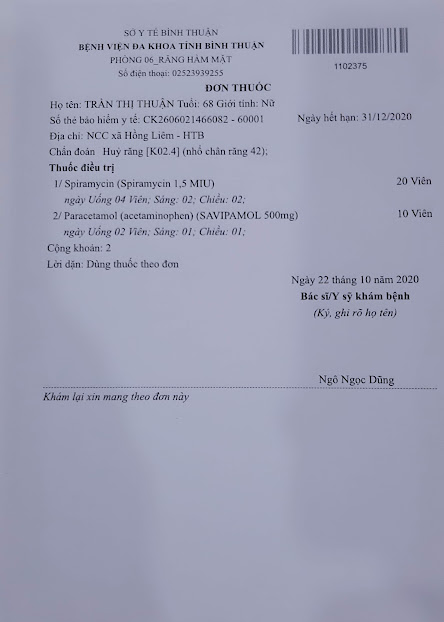 SỞ Y TẾ BÌNH THUẬN
BỆNH VIỆN ĐA KHOA TỈNH BÌNH THUẬN
PHÒNG 06_RĂNG HÀM MẶT
Số điện thoại: 02523939255
1102375
ĐƠN THUỐC
Họ tên: TRẦN THỊ THUẬN Tuổi: 68 Giới tính: Nữ
Số thẻ bảo hiểm y tế: CK2606021466082 - 60001 Ngày hết hạn: 31/12/2020
Địa chỉ: NCC xã Hồng Liêm - HTB
Chẩn đoán Huỷ răng [K02.4] (nhổ chân răng 42);
Thuốc điều trị
1/ Spiramycin (Spiramycin 1,5 MIU) 20 Viên
ngày Uống 04 Viên; Sáng: 02; Chiều: 02;
2/ Paracetamol (acetaminophen) (SAVIPAMOL 500mg) 10 Viên
ngày Uống 02 Viên; Sáng: 01; Chiều: 01;
Cộng khoản: 2
Lời dặn: Dùng thuốc theo đơn
Ngày 22 tháng 10 năm 2020
Bác sĩ/Y sỹ khám bệnh
(Ký, ghi rõ họ tên)
Ngô Ngọc Dũng
Khám lại xin mang theo đơn này